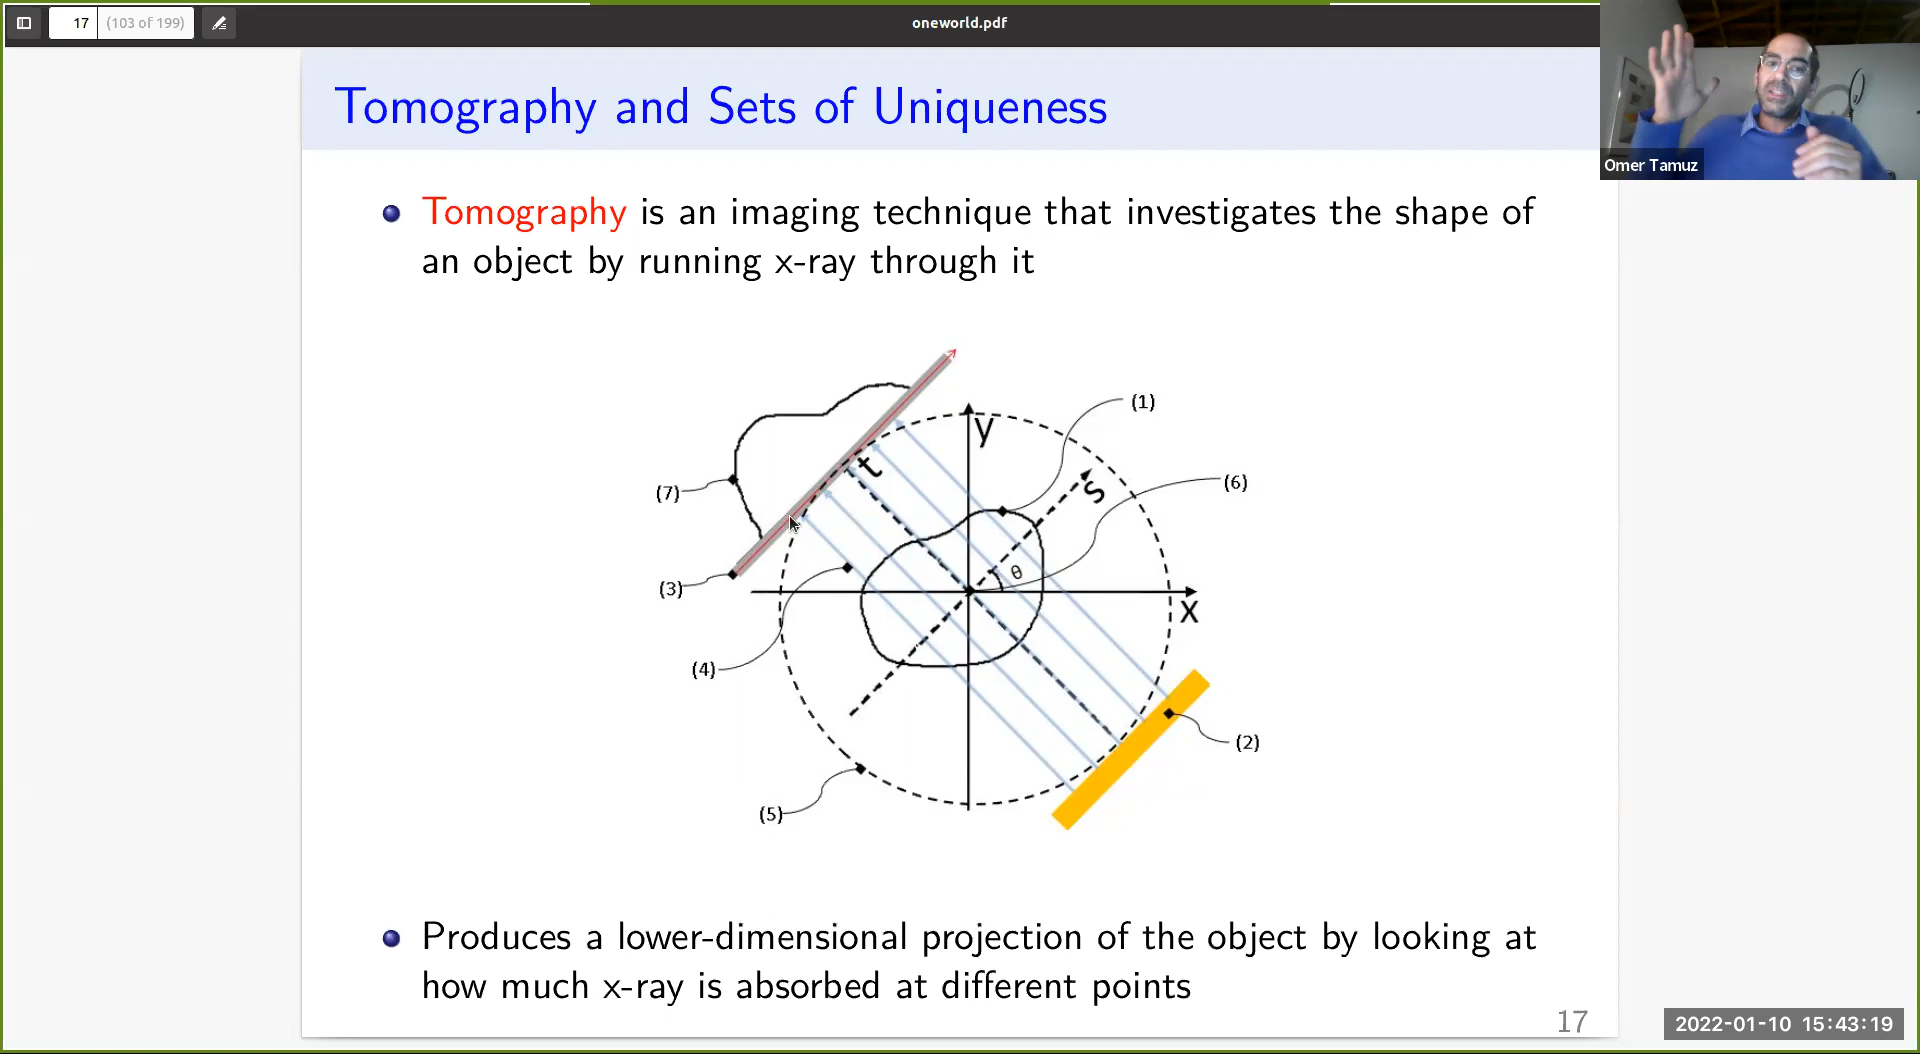 17 (103 of 199)
oneworld.pdf
Omer Tamuz
Tomography and Sets of Uniqueness
Tomography is an imaging technique that investigates the shape of
an object by running x-ray through it
(1)
y
t
(6)
s
(7)
θ
(3)
x
(4)
(2)
(5)
Produces a lower-dimensional projection of the object by looking at
how much x-ray is absorbed at different points
17
2022-01-10 15:43:19